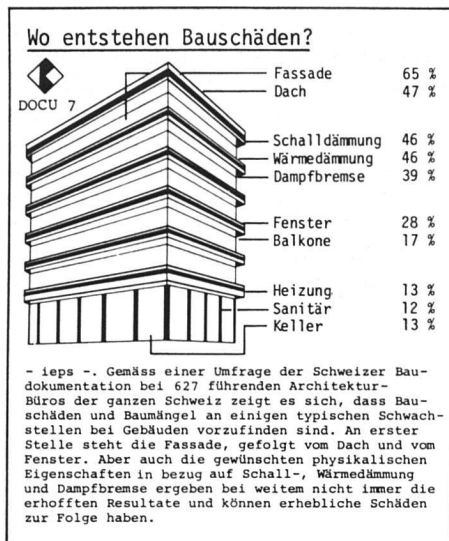 Wo entstehen Bauschäden?
DOCU 7
Fassade 65 %
Dach 47 %
Schalldämmung 46 %
Wärmedämmung 46 %
Dampfbremse 39 %
Fenster 28 %
Balkone 17 %
Heizung 13 %
Sanitär 12 %
Keller 13 %
- ieps -. Gemäss einer Umfrage der Schweizer Bau-
dokumentation bei 627 führenden Architektur-
Büros der ganzen Schweiz zeigt es sich, dass Bau-
schäden und Baumängel an einigen typischen Schwach-
stellen bei Gebäuden vorzufinden sind. An erster
Stelle steht die Fassade, gefolgt vom Dach und vom
Fenster. Aber auch die gewünschten physikalischen
Eigenschaften in bezug auf Schall-, Wärmedämmung
und Dampfbremse ergeben bei weitem nicht immer die
erhofften Resultate und können erhebliche Schäden
zur Folge haben.